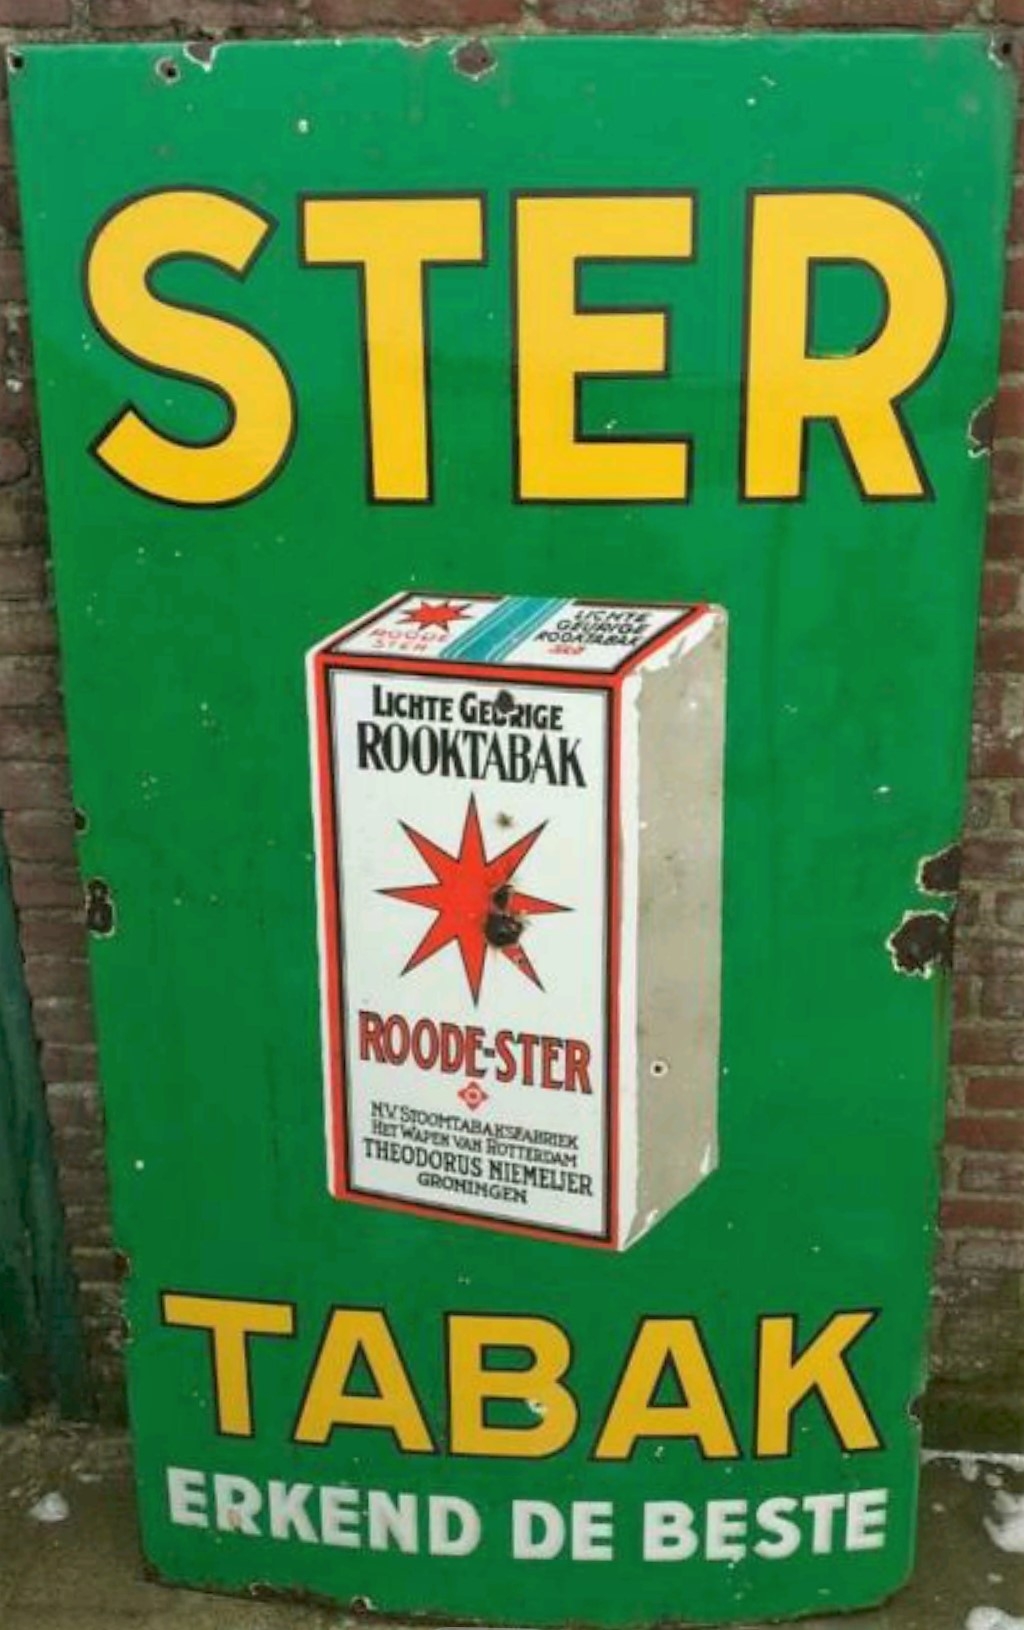 STER
ROODE
STER
LICHTE
GEURIGE
ROOKTABAK
LICHTE GEURIGE
ROOKTABAK
ROODE-STER
N.V. STOOMTABAKSFABRIEK
HET WAPEN VAN ROTTERDAM
THEODORUS NIEMEIJER
GRONINGEN
TABAK
ERKEND DE BESTE